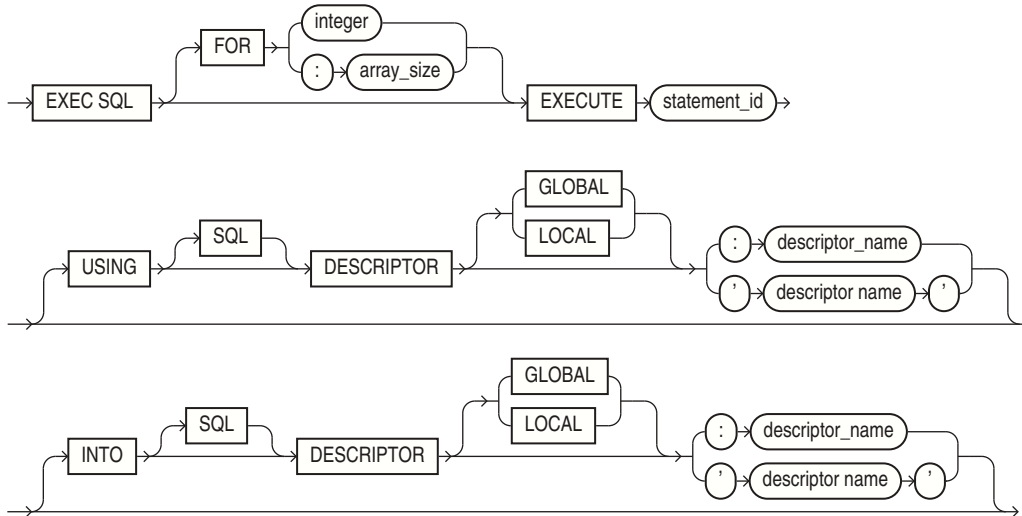 integer
FOR
: array_size
EXEC SQL EXECUTE statement_id
GLOBAL
SQL LOCAL : descriptor_name
USING DESCRIPTOR ' descriptor name '
GLOBAL
SQL LOCAL : descriptor_name
INTO DESCRIPTOR ' descriptor name '